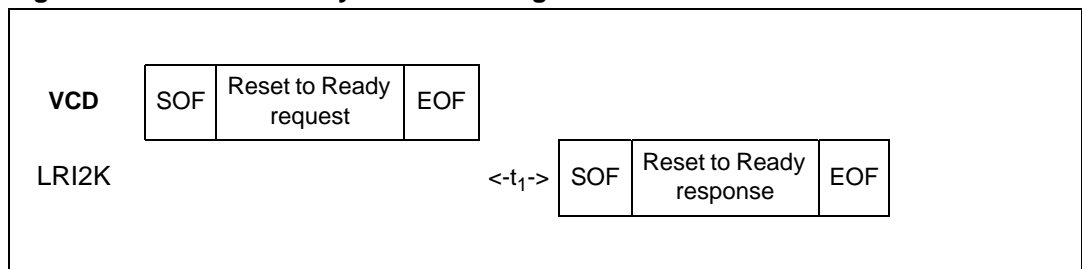 VCD SOF Reset to Ready request EOF
LRI2K <-t₁-> SOF Reset to Ready response EOF